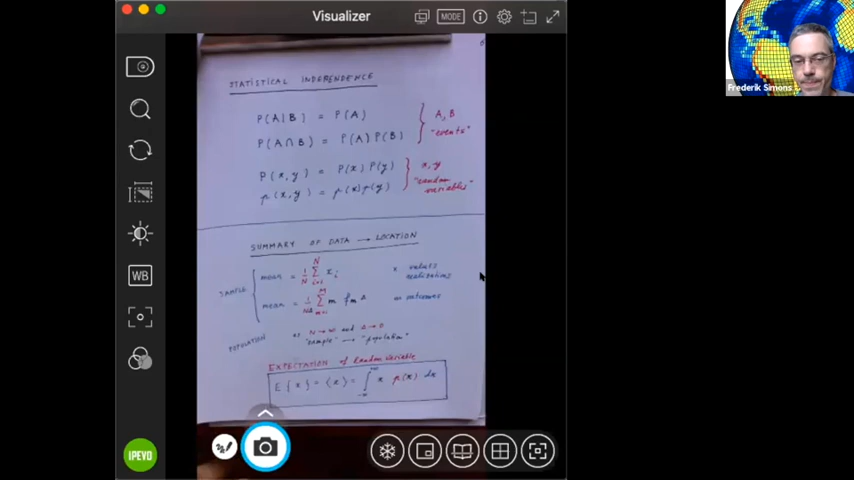 Visualizer
MODE
Frederik Simons
STATISTICAL INDEPENDENCE
P(A|B) = P(A)
P(A∩B) = P(A) P(B)
A, B
"events"
P(x,y) = P(x) P(y)
p(x,y) = p(x) p(y)
x, y
"random
variables"
SUMMARY OF DATA → LOCATION
SAMPLE
mean = 1/N Σ_{i=1}^{N} x_i
x values
realizations
mean = 1/NΔ Σ_{m=1}^{M} m f_m Δ
m outcomes
POPULATION
as N→∞ and Δ→0
"sample" → "population"
EXPECTATION of Random variable
E{x} = ⟨x⟩ = ∫_{-∞}^{+∞} x p(x) dx
WB
IPEVO